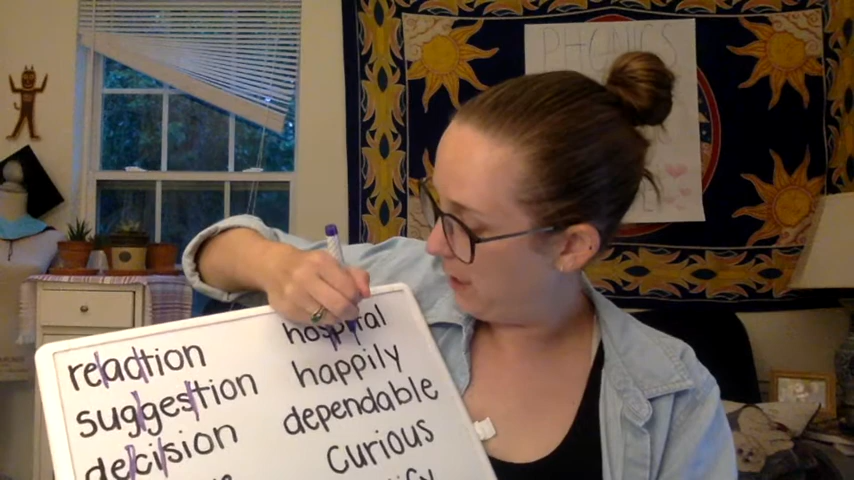 PHONICS
reaction
suggestion
decision
hospital
happily
dependable
curious